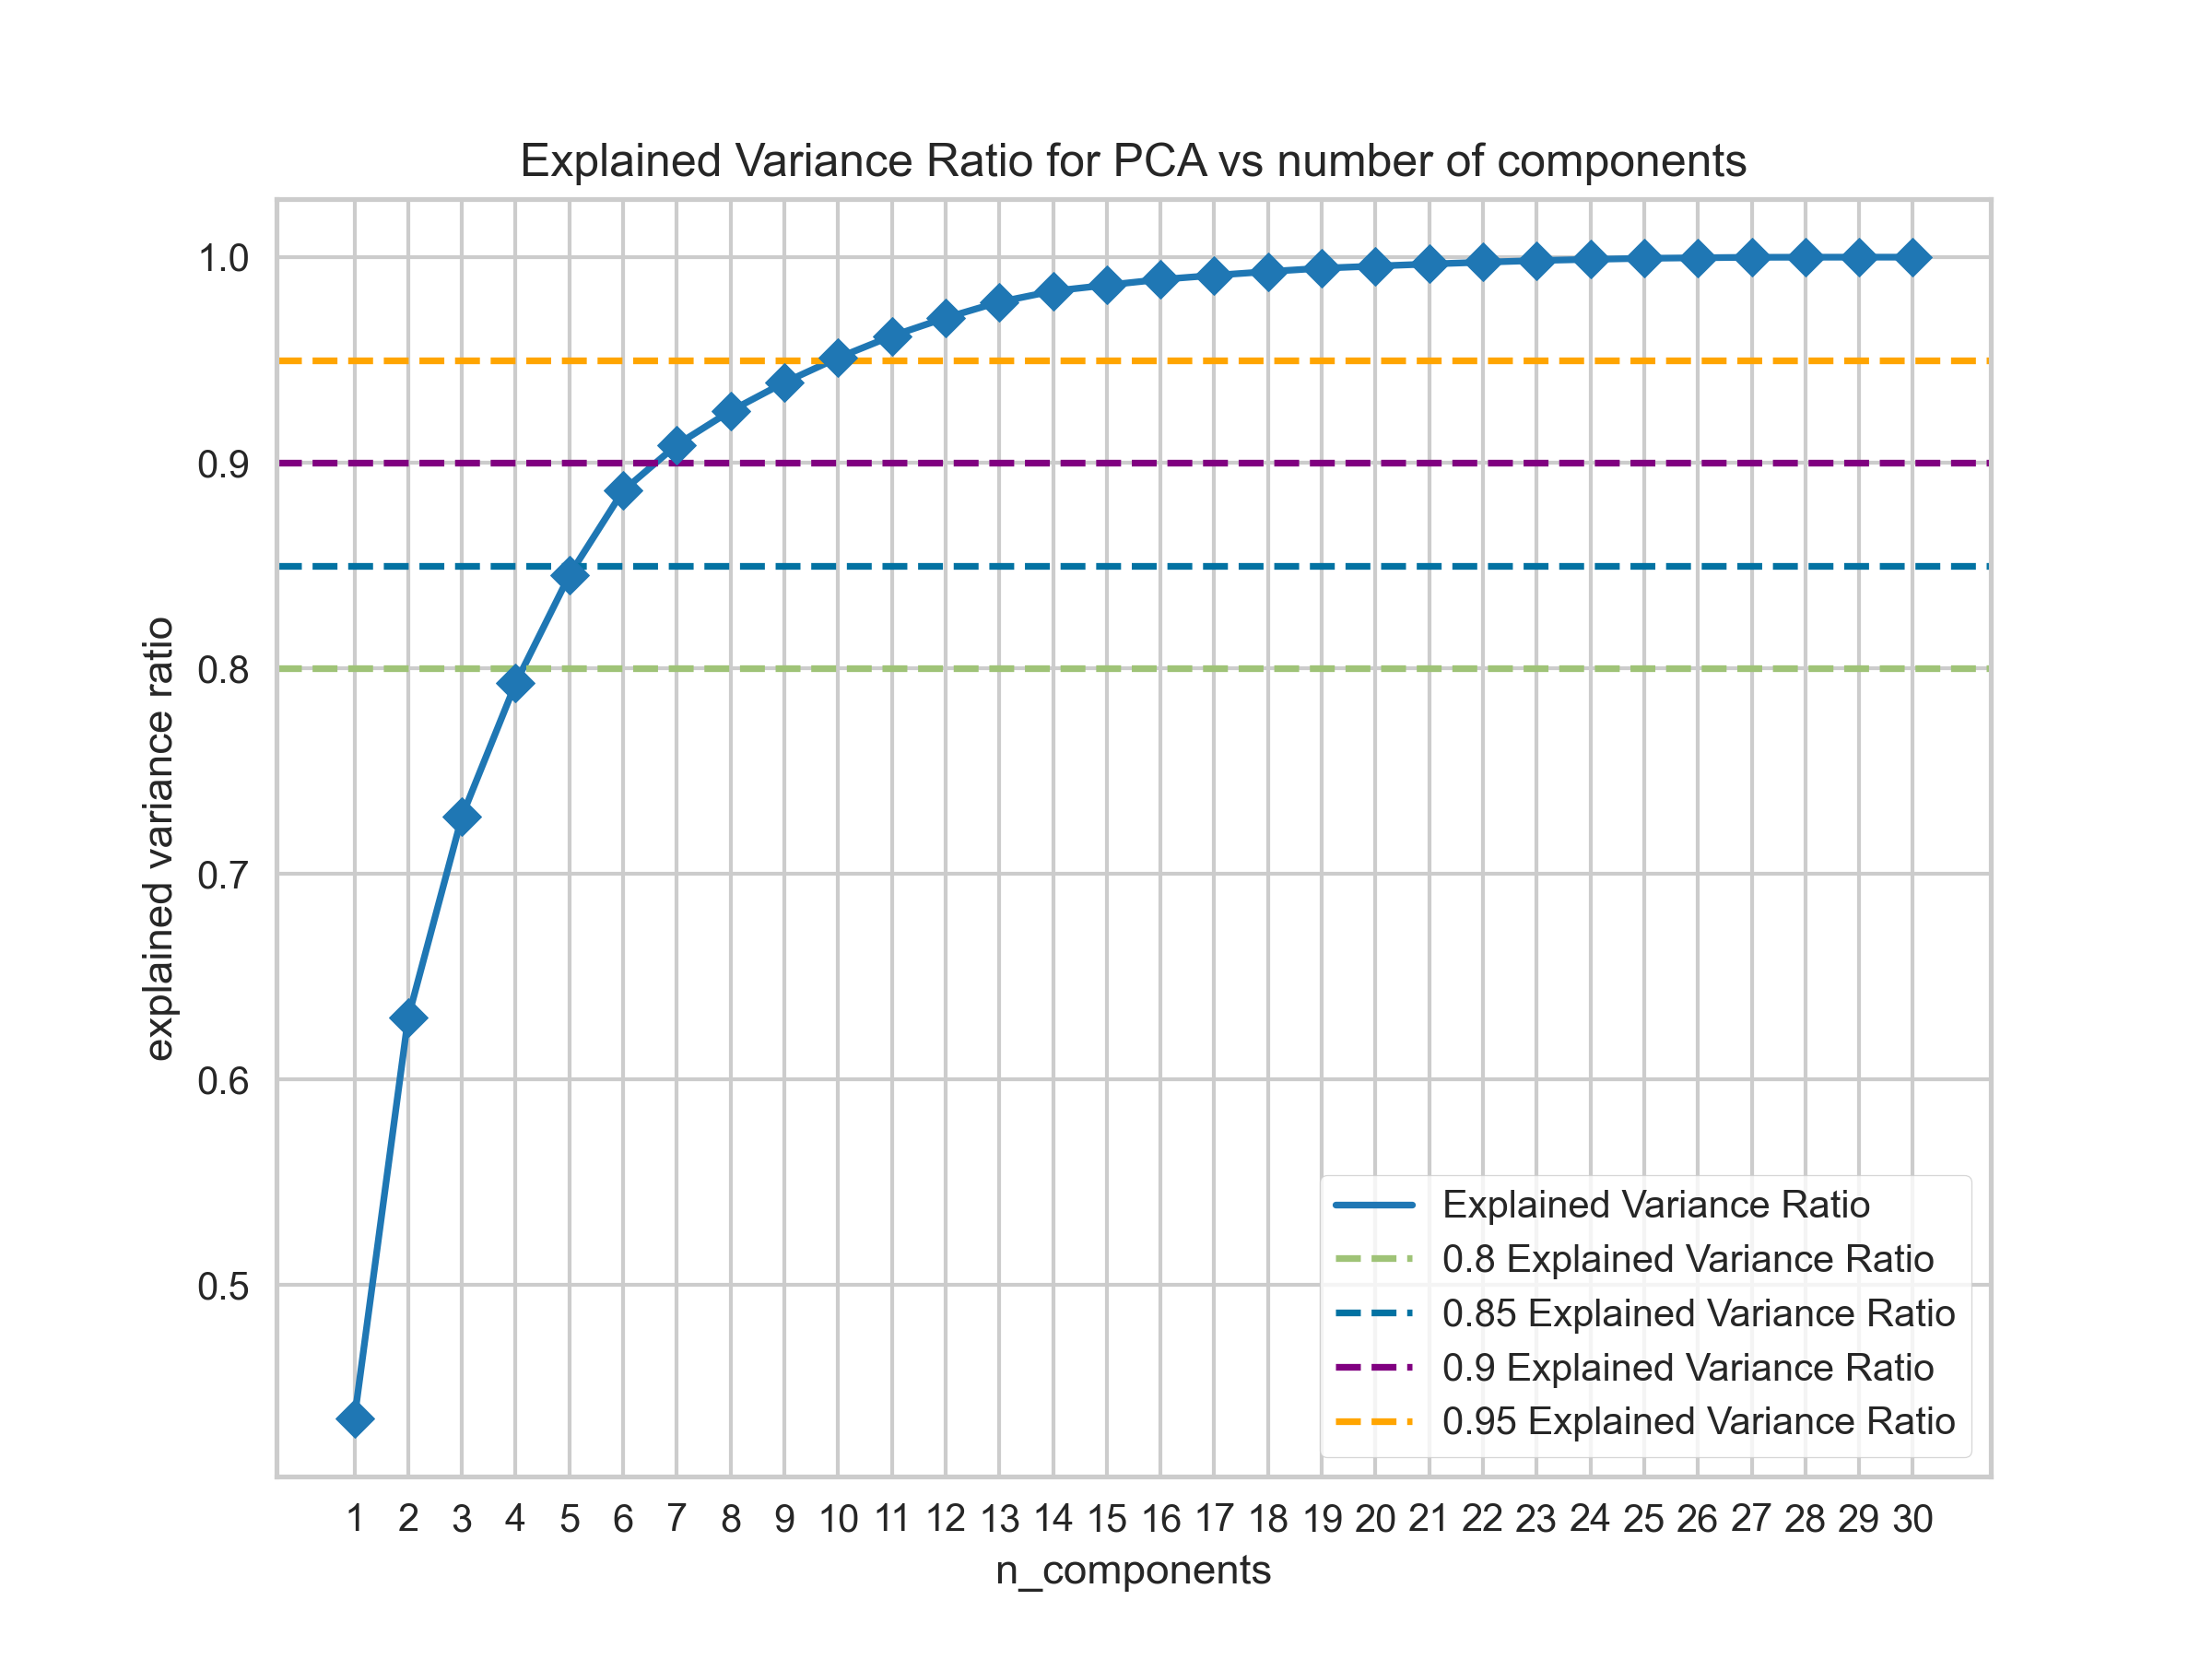 Explained Variance Ratio for PCA vs number of components
1.0
0.9
0.8
0.7
0.6
0.5
explained variance ratio
Explained Variance Ratio
0.8 Explained Variance Ratio
0.85 Explained Variance Ratio
0.9 Explained Variance Ratio
0.95 Explained Variance Ratio
1 2 3 4 5 6 7 8 9 10 11 12 13 14 15 16 17 18 19 20 21 22 23 24 25 26 27 28 29 30
n_components